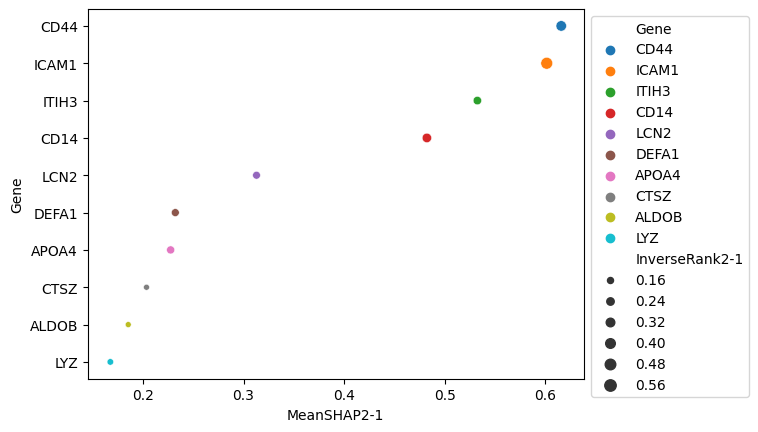 CD44
ICAM1
ITIH3
CD14
LCN2
DEFA1
APOA4
CTSZ
ALDOB
LYZ
Gene
0.2 0.3 0.4 0.5 0.6
MeanSHAP2-1
Gene
CD44
ICAM1
ITIH3
CD14
LCN2
DEFA1
APOA4
CTSZ
ALDOB
LYZ
InverseRank2-1
0.16
0.24
0.32
0.40
0.48
0.56